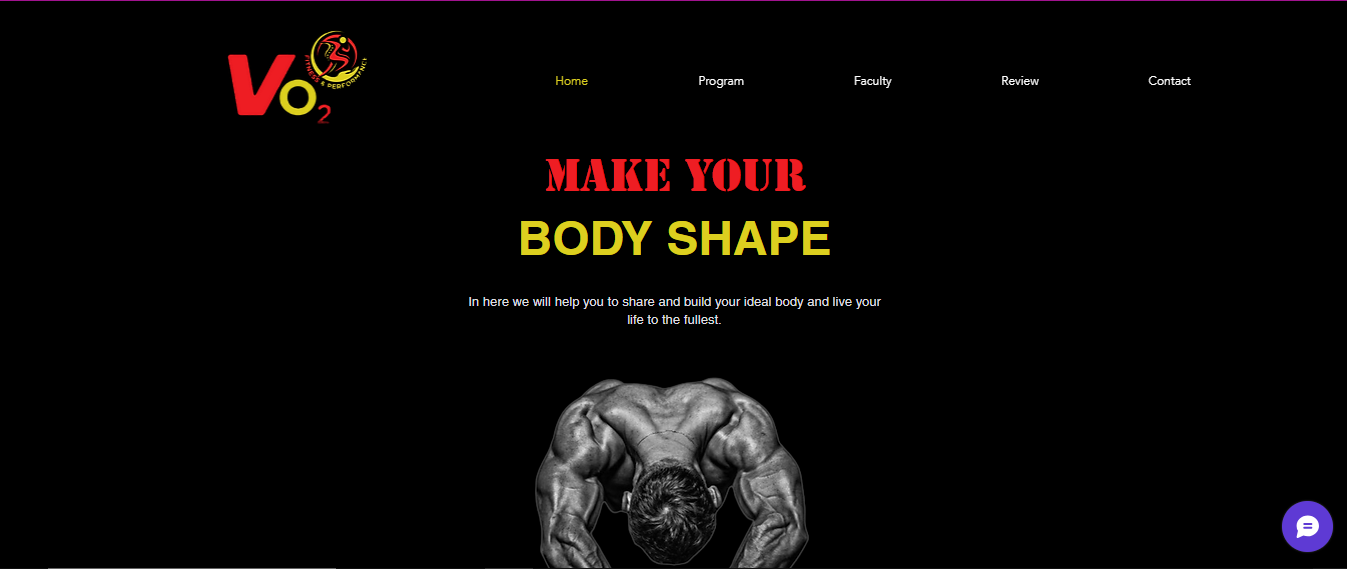 VO2
FITNESS & PERFORMANCE
Home
Program
Faculty
Review
Contact
MAKE YOUR
BODY SHAPE
In here we will help you to share and build your ideal body and live your
life to the fullest.